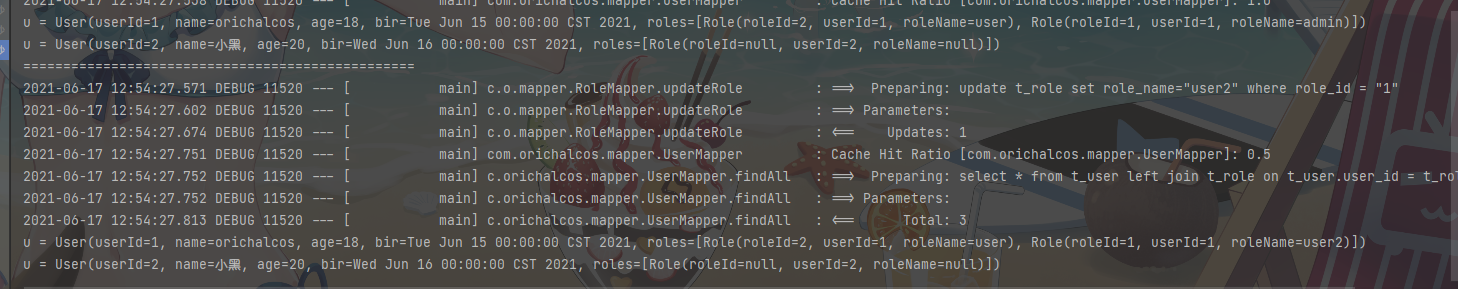 2021-06-17 12:54:27.558 DEBUG 11520 --- [           main] com.orichalcos.mapper.UserMapper         : Cache Hit Ratio [com.orichalcos.mapper.UserMapper]: 1.0
u = User(userId=1, name=orichalcos, age=18, bir=Tue Jun 15 00:00:00 CST 2021, roles=[Role(roleId=2, userId=1, roleName=user), Role(roleId=1, userId=1, roleName=admin)])
u = User(userId=2, name=小黑, age=20, bir=Wed Jun 16 00:00:00 CST 2021, roles=[Role(roleId=null, userId=2, roleName=null)])
=================================================
2021-06-17 12:54:27.571 DEBUG 11520 --- [           main] c.o.mapper.RoleMapper.updateRole         : ==>  Preparing: update t_role set role_name="user2" where role_id = "1"
2021-06-17 12:54:27.602 DEBUG 11520 --- [           main] c.o.mapper.RoleMapper.updateRole         : ==> Parameters:
2021-06-17 12:54:27.674 DEBUG 11520 --- [           main] c.o.mapper.RoleMapper.updateRole         : <==    Updates: 1
2021-06-17 12:54:27.751 DEBUG 11520 --- [           main] com.orichalcos.mapper.UserMapper         : Cache Hit Ratio [com.orichalcos.mapper.UserMapper]: 0.5
2021-06-17 12:54:27.752 DEBUG 11520 --- [           main] c.orichalcos.mapper.UserMapper.findAll   : ==>  Preparing: select * from t_user left join t_role on t_user.user_id = t_rol
2021-06-17 12:54:27.752 DEBUG 11520 --- [           main] c.orichalcos.mapper.UserMapper.findAll   : ==> Parameters:
2021-06-17 12:54:27.813 DEBUG 11520 --- [           main] c.orichalcos.mapper.UserMapper.findAll   : <==      Total: 3
u = User(userId=1, name=orichalcos, age=18, bir=Tue Jun 15 00:00:00 CST 2021, roles=[Role(roleId=2, userId=1, roleName=user), Role(roleId=1, userId=1, roleName=user2)])
u = User(userId=2, name=小黑, age=20, bir=Wed Jun 16 00:00:00 CST 2021, roles=[Role(roleId=null, userId=2, roleName=null)])